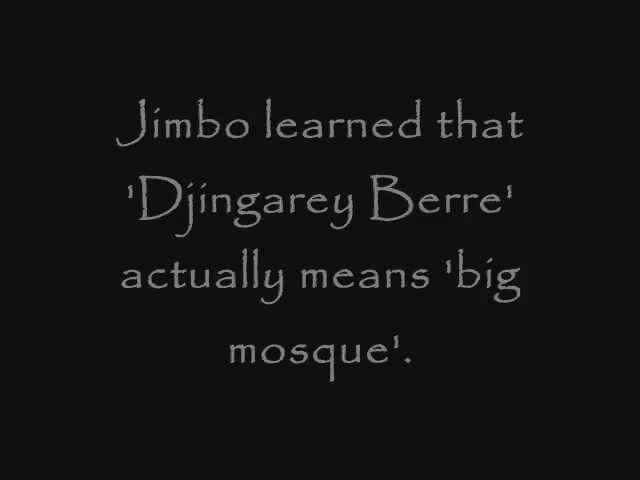 Jimbo learned that
'Djingarey Berre'
actually means 'big
mosque'.